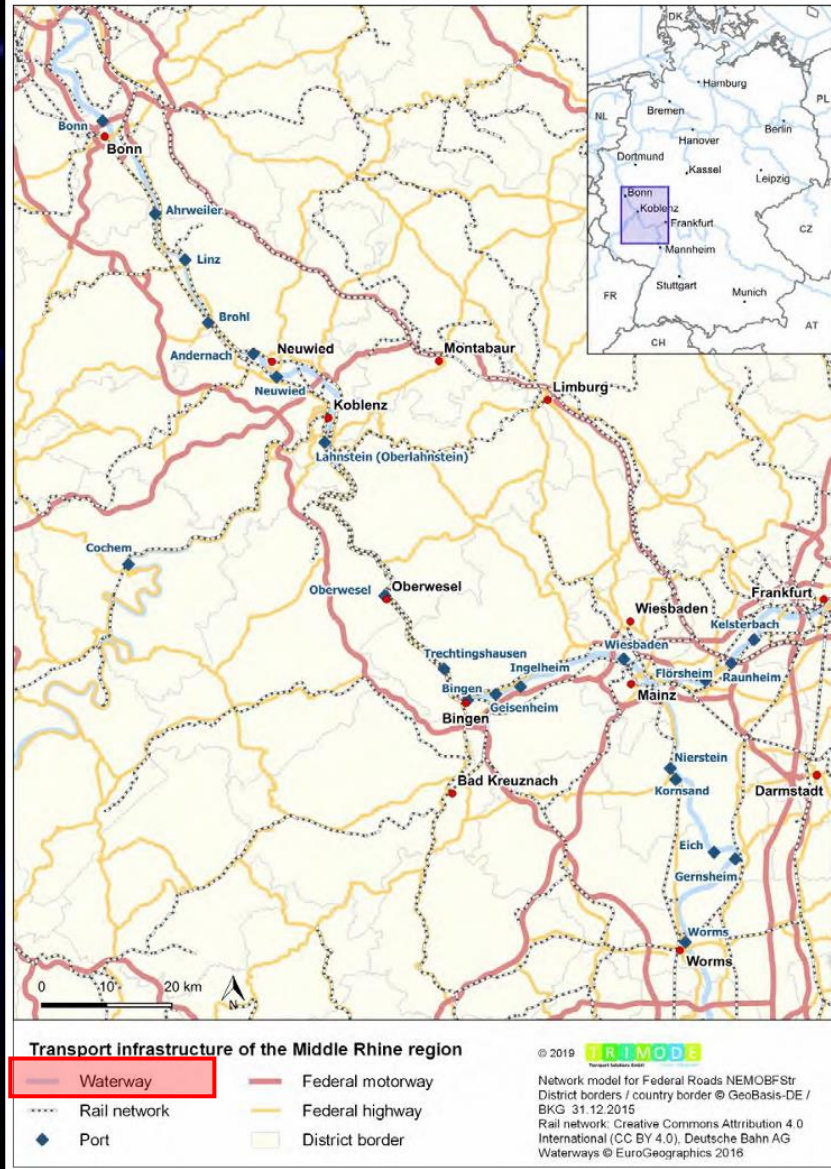 DK
Hamburg
PL
Bremen
NL
Berlin
Hanover
Dortmund
Kassel
Leipzig
Bonn
Koblenz
Frankfurt
CZ
Mannheim
FR
Stuttgart
Munich
AT
CH
Bonn
Bonn
Ahrweiler
Linz
Brohl
Andernach
Neuwied
Neuwied
Montabaur
Limburg
Koblenz
Lahnstein (Oberlahnstein)
Cochem
Oberwesel
Oberwesel
Wiesbaden
Frankfurt
Kelsterbach
Wiesbaden
Trechtingshausen
Ingelheim
Flörsheim
Raunheim
Bingen
Geisenheim
Mainz
Bingen
Nierstein
Kornsand
Bad Kreuznach
Darmstadt
Eich
Gernsheim
Worms
Worms
0 10 20 km
N
Transport infrastructure of the Middle Rhine region
Waterway
Rail network
Port
Federal motorway
Federal highway
District border
© 2019 TRIMODE
Transport Solutions GmbH
Network model for Federal Roads NEMOBFStr
District borders / country border © GeoBasis-DE /
BKG 31.12.2015
Rail network: Creative Commons Attrribution 4.0
International (CC BY 4.0), Deutsche Bahn AG
Waterways © EuroGeographics 2016